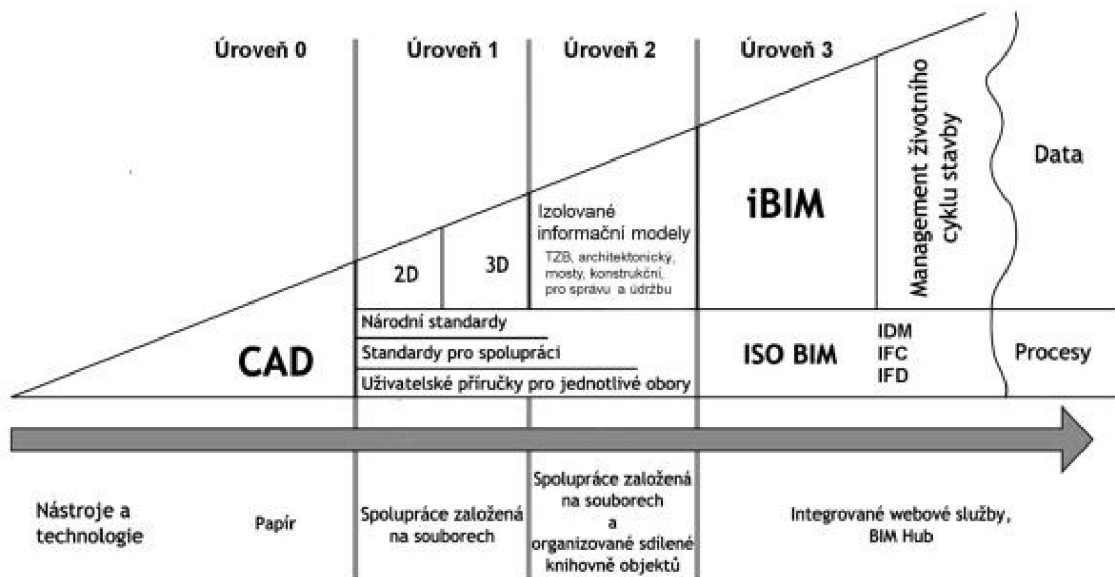 Úroveň 0
Úroveň 1
Úroveň 2
Úroveň 3
Data
Management životního
cyklu stavby
iBIM
Izolované
informační modely
TZB, architektonický,
mosty, konstrukční,
pro správu a údržbu
2D
3D
CAD
Národní standardy
Standardy pro spolupráci
Uživatelské příručky pro jednotlivé obory
ISO BIM
IDM
IFC
IFD
Procesy
Nástroje a
technologie
Papír
Spolupráce založená
na souborech
Spolupráce založená
na souborech
a
organizované sdílené
knihovně objektů
Integrované webové služby,
BIM Hub